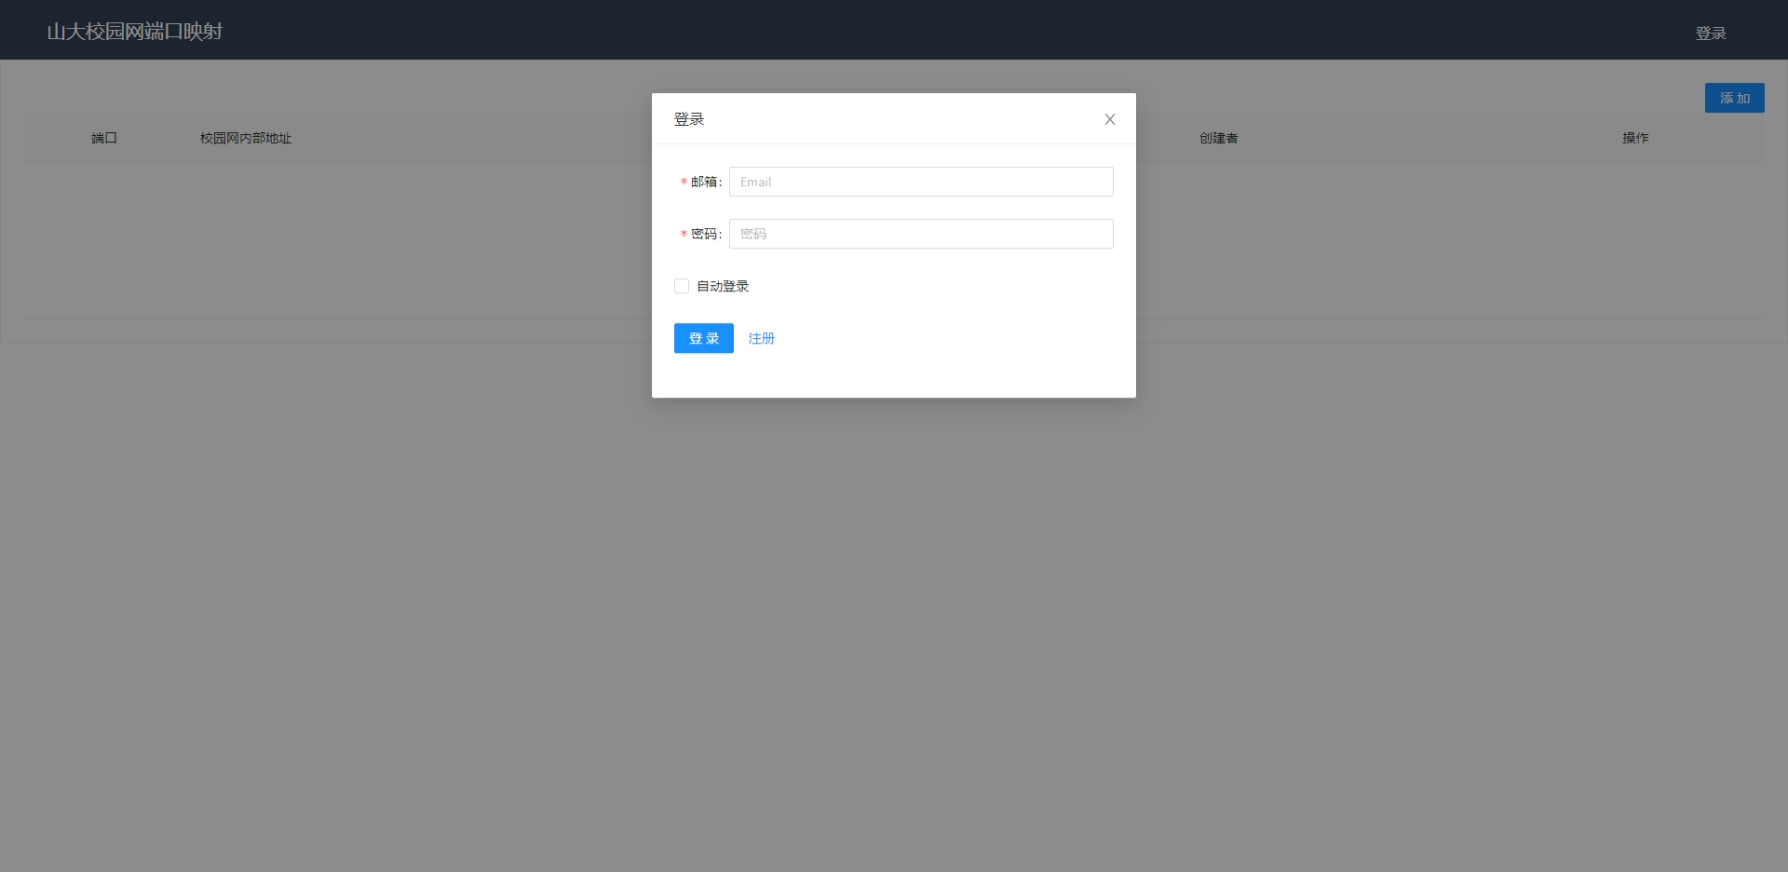 山大校园网端口映射
登录
添 加
端口
校园网内部地址
创建者
操作
登录
* 邮箱:
Email
* 密码:
密码
自动登录
登 录
注册